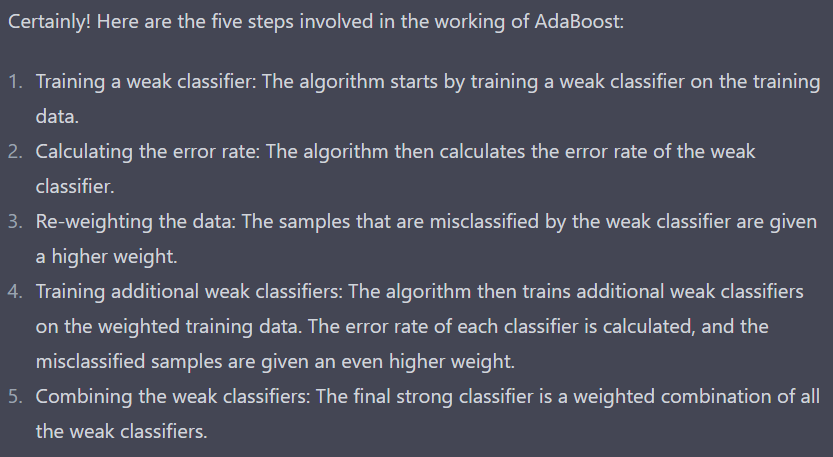 Certainly! Here are the five steps involved in the working of AdaBoost:
1. Training a weak classifier: The algorithm starts by training a weak classifier on the training
data.
2. Calculating the error rate: The algorithm then calculates the error rate of the weak
classifier.
3. Re-weighting the data: The samples that are misclassified by the weak classifier are given
a higher weight.
4. Training additional weak classifiers: The algorithm then trains additional weak classifiers
on the weighted training data. The error rate of each classifier is calculated, and the
misclassified samples are given an even higher weight.
5. Combining the weak classifiers: The final strong classifier is a weighted combination of all
the weak classifiers.